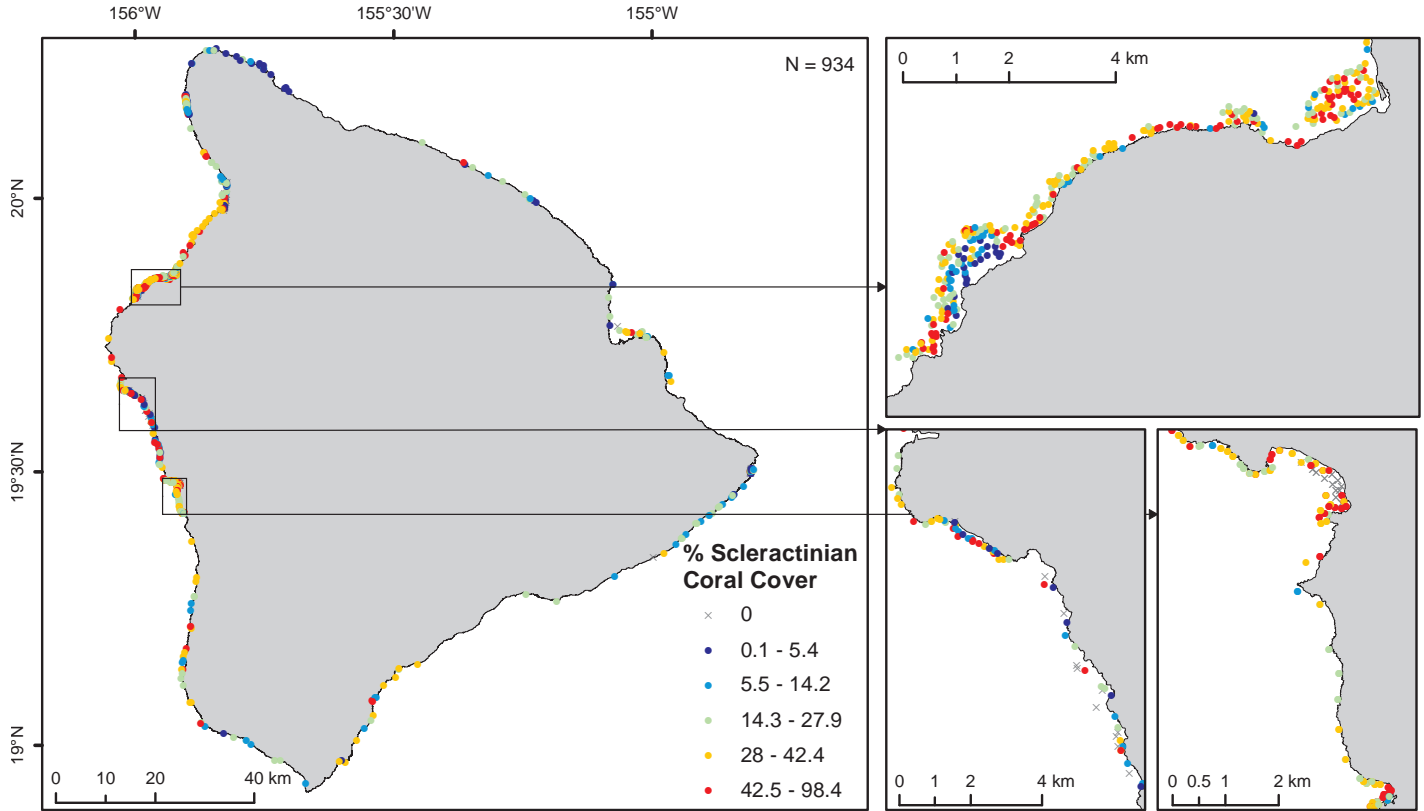 156°W 155°30'W 155°W
N = 934
20°N
19°30'N
19°N
% Scleractinian
Coral Cover
0
0.1 - 5.4
5.5 - 14.2
14.3 - 27.9
28 - 42.4
42.5 - 98.4
0 10 20 40 km
0 1 2 4 km
0 1 2 4 km
0 0.5 1 2 km